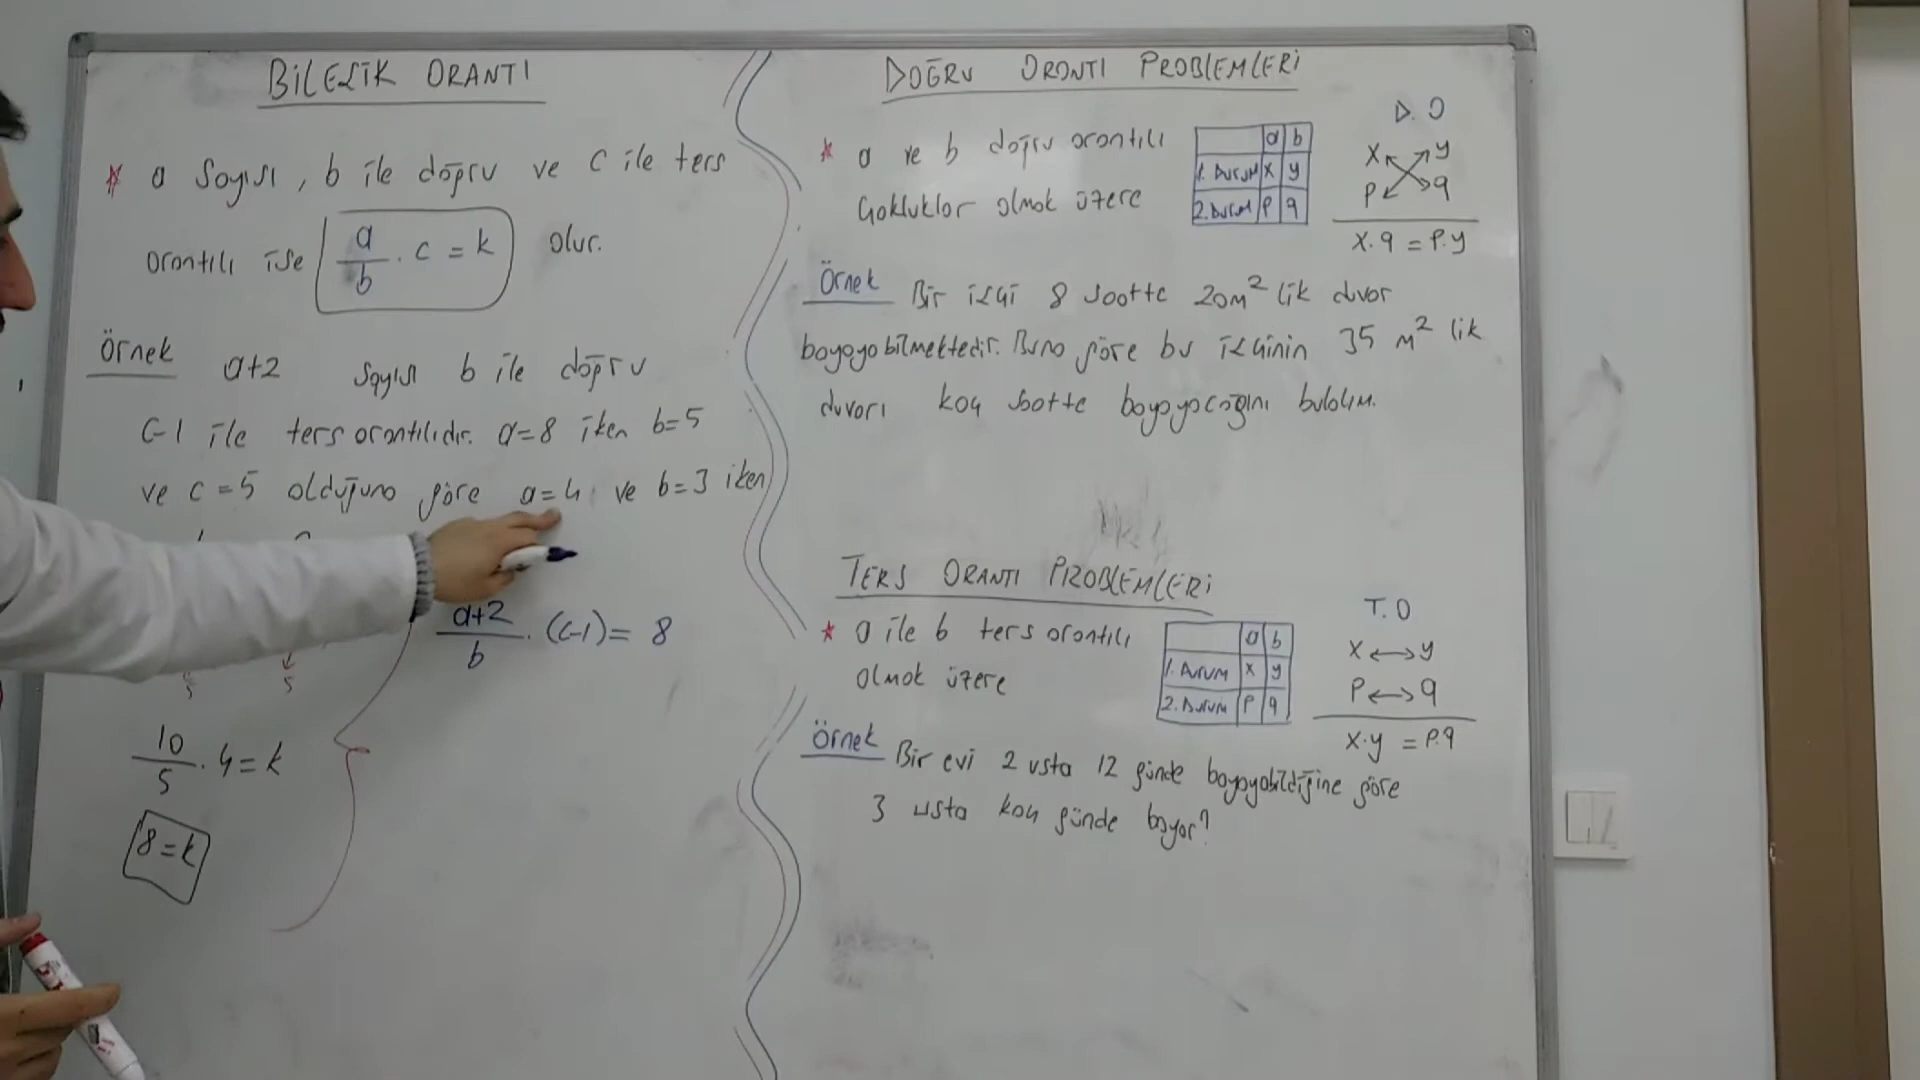 BİLEŞİK ORANTI
* a sayısı, b ile doğru ve c ile ters
orantılı ise a/b . c = k olur.
Örnek a+2 sayısı b ile doğru
c-1 ile ters orantılıdır. a=8 iken b=5
ve c=5 olduğuna göre a=4 ve b=3 iken
a+2/b . (c-1) = 8
5 5
10/5 . 4 = k
8=k
DOĞRU ORANTI PROBLEMLERİ
* a ve b doğru orantılı
çokluklar olmak üzere
a b
1. Durum x y
2. Durum p q
D.O
x y
p q
x.q = p.y
Örnek Bir işçi 8 saatte 20m² lik duvar
boyayabilmektedir. Buna göre bu işçinin 35 m² lik
duvarı kaç saatte boyayacağını bulalım.
TERS ORANTI PROBLEMLERİ
* a ile b ters orantılı
olmak üzere
a b
1. Durum x y
2. Durum p q
T.O
x ↔ y
p ↔ q
x.y = p.q
Örnek Bir evi 2 usta 12 günde boyayabildiğine göre
3 usta kaç günde boyar?